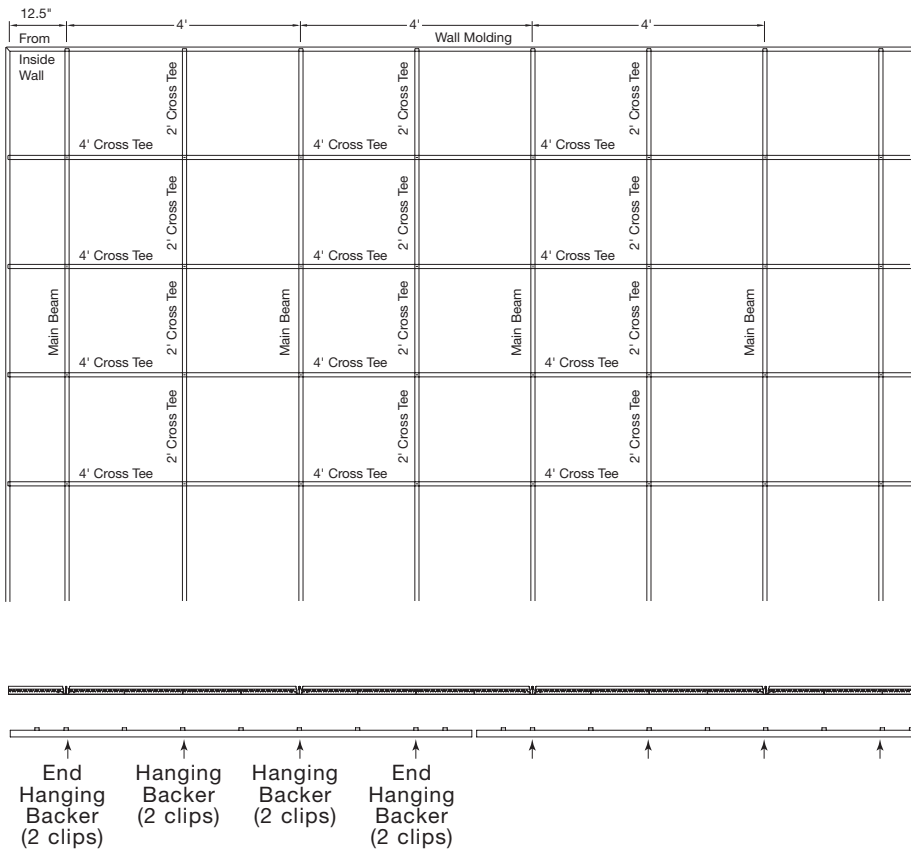 12.5"
From
Inside
Wall
4'
4'
4'
Wall Molding
2' Cross Tee
2' Cross Tee
2' Cross Tee
4' Cross Tee
4' Cross Tee
4' Cross Tee
2' Cross Tee
2' Cross Tee
2' Cross Tee
4' Cross Tee
4' Cross Tee
4' Cross Tee
Main Beam
2' Cross Tee
Main Beam
2' Cross Tee
Main Beam
2' Cross Tee
Main Beam
4' Cross Tee
4' Cross Tee
4' Cross Tee
2' Cross Tee
2' Cross Tee
2' Cross Tee
4' Cross Tee
4' Cross Tee
4' Cross Tee
End
Hanging
Backer
(2 clips)
Hanging
Backer
(2 clips)
Hanging
Backer
(2 clips)
End
Hanging
Backer
(2 clips)